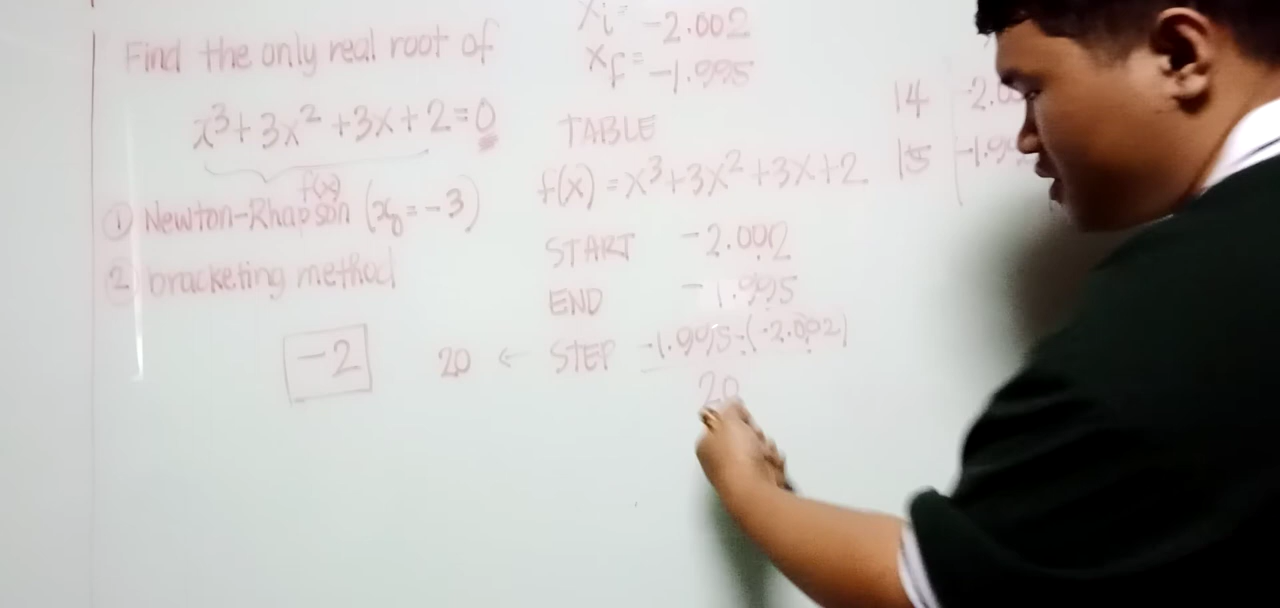 Find the only real root of
x³+3x²+3x+2=0
f(x)
① Newton-Rhapson (x₀=-3)
② bracketing method
-2
xi= -2.002
xf= -1.995
TABLE
f(x)=x³+3x²+3x+2
START -2.002
END -1.995
20 ← STEP -1.995-(-2.002)
20
14
15